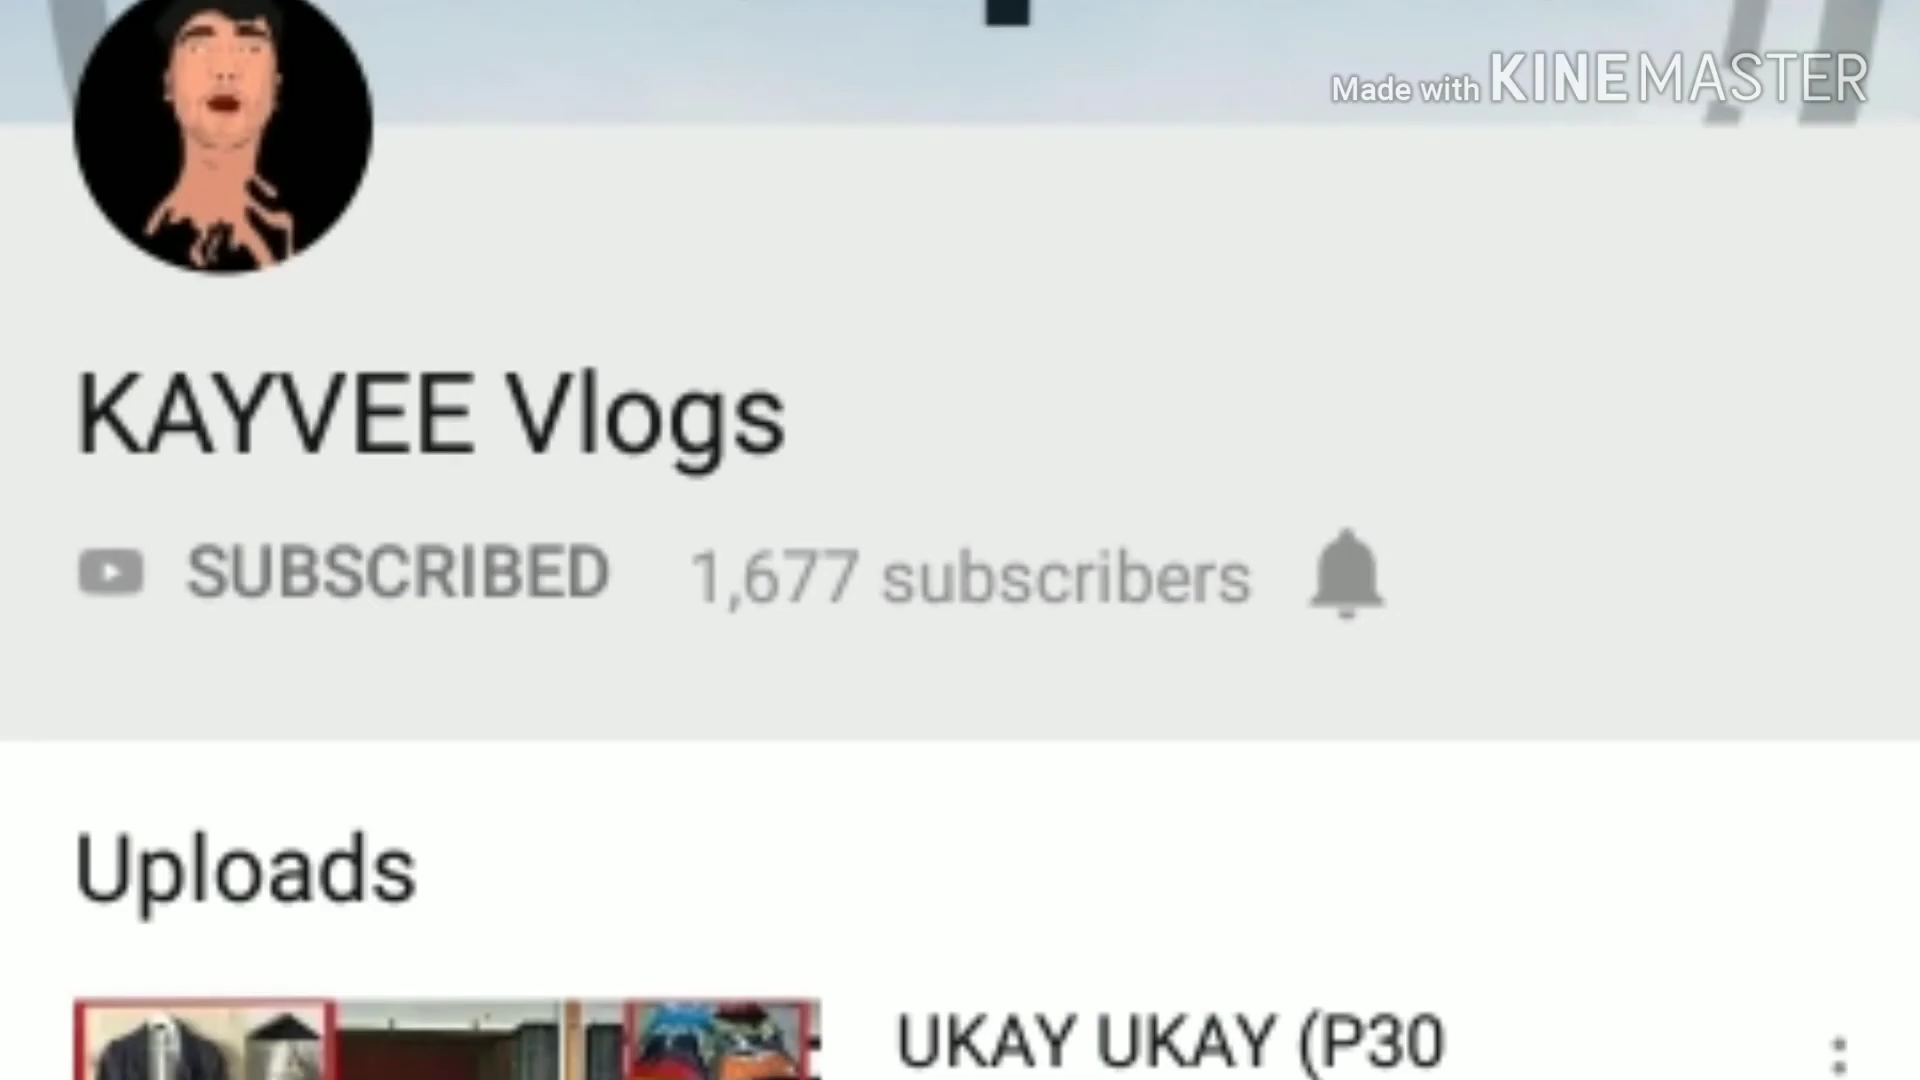 Made with KINEMASTER
KAYVEE Vlogs
SUBSCRIBED 1,677 subscribers
Uploads
UKAY UKAY (P30